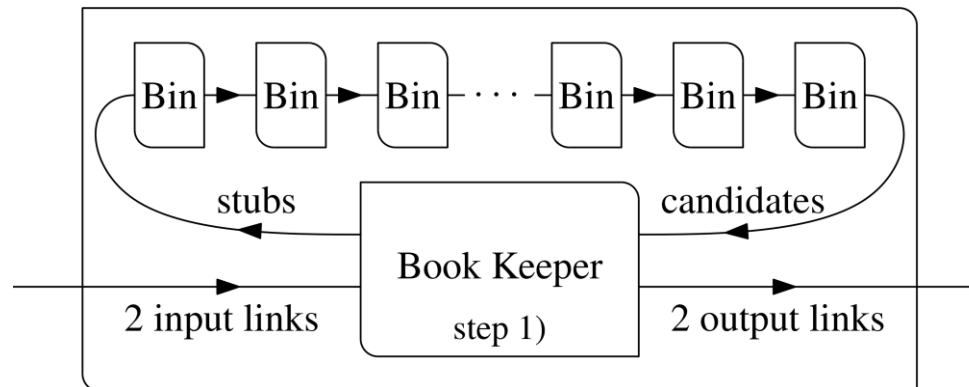 Bin Bin Bin · · · Bin Bin Bin
stubs candidates
Book Keeper
2 input links step 1) 2 output links